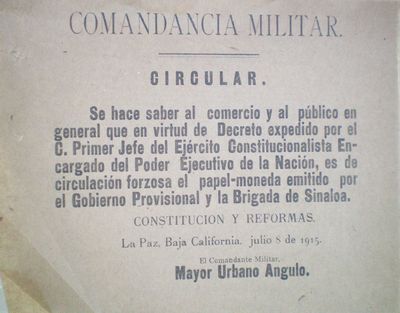 COMANDANCIA MILITAR.
CIRCULAR.
Se hace saber al comercio y al público en
general que en virtud de Decreto expedido por el
C. Primer Jefe del Ejército Constitucionalista En-
cargado del Poder Ejecutivo de la Nación, es de
circulación forzosa el papel-moneda emitido por
el Gobierno Provisional y la Brigada de Sinaloa.
CONSTITUCION Y REFORMAS.
La Paz, Baja California, julio 8 de 1915.
El Comandante Militar,
Mayor Urbano Angulo.